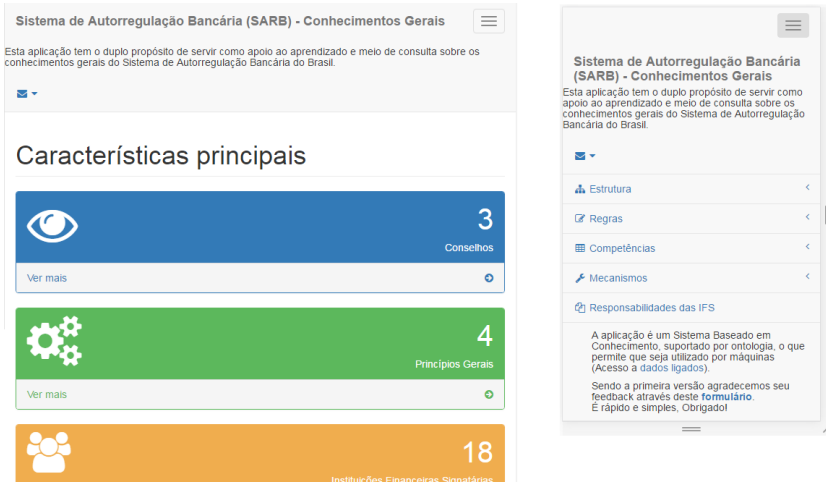 Sistema de Autorregulação Bancária (SARB) - Conhecimentos Gerais
Esta aplicação tem o duplo propósito de servir como apoio ao aprendizado e meio de consulta sobre os
conhecimentos gerais do Sistema de Autorregulação Bancária do Brasil.
Características principais
3
Conselhos
Ver mais
4
Princípios Gerais
Ver mais
18
Instituições Financeiras Signatárias
Sistema de Autorregulação Bancária
(SARB) - Conhecimentos Gerais
Esta aplicação tem o duplo propósito de servir como
apoio ao aprendizado e meio de consulta sobre os
conhecimentos gerais do Sistema de Autorregulação
Bancária do Brasil.
Estrutura
Regras
Competências
Mecanismos
Responsabilidades das IFS
A aplicação é um Sistema Baseado em
Conhecimento, suportado por ontologia, o que
permite que seja utilizado por máquinas
(Acesso a dados ligados).
Sendo a primeira versão agradecemos seu
feedback através deste formulário.
É rápido e simples, Obrigado!